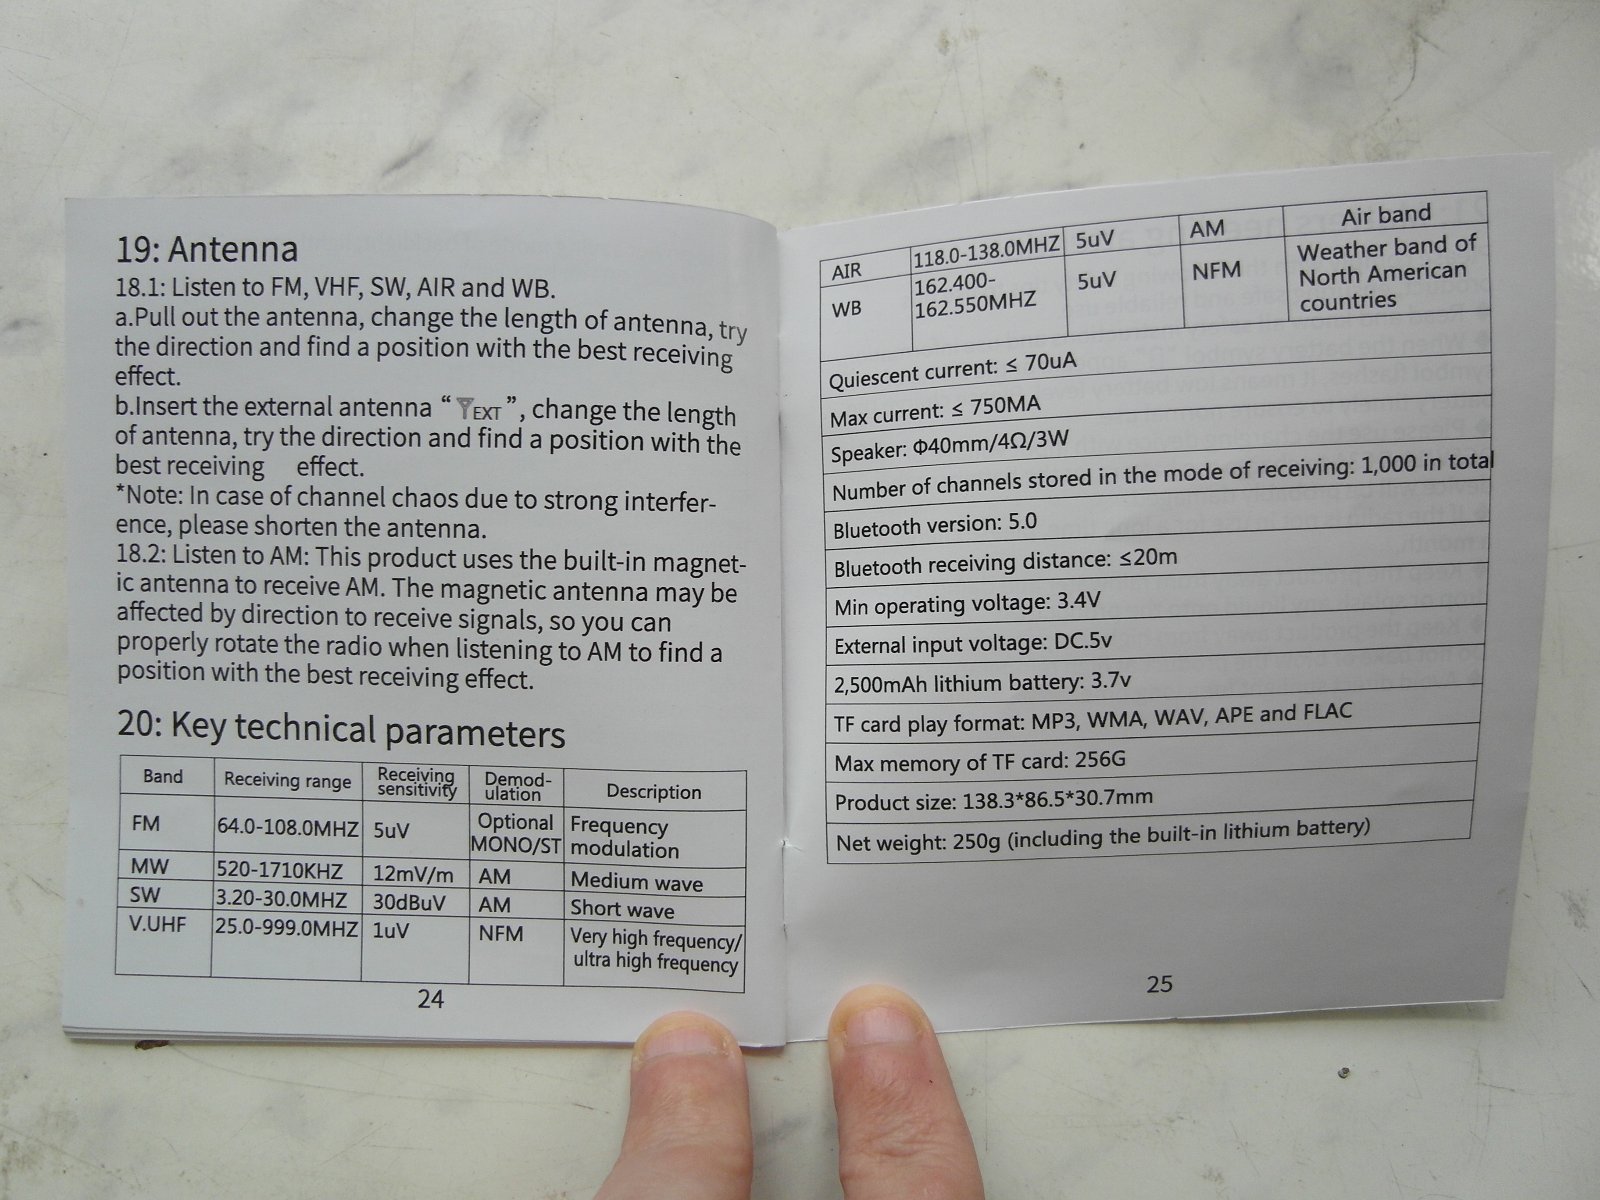 19: Antenna
18.1: Listen to FM, VHF, SW, AIR and WB.
a.Pull out the antenna, change the length of antenna, try
the direction and find a position with the best receiving
effect.
b.Insert the external antenna “ EXT ”, change the length
of antenna, try the direction and find a position with the
best receiving effect.
*Note: In case of channel chaos due to strong interfer-
ence, please shorten the antenna.
18.2: Listen to AM: This product uses the built-in magnet-
ic antenna to receive AM. The magnetic antenna may be
affected by direction to receive signals, so you can
properly rotate the radio when listening to AM to find a
position with the best receiving effect.
20: Key technical parameters
Band Receiving range Receiving sensitivity Demod-ulation Description
FM 64.0-108.0MHZ 5uV Optional MONO/ST Frequency modulation
MW 520-1710KHZ 12mV/m AM Medium wave
SW 3.20-30.0MHZ 30dBuV AM Short wave
V.UHF 25.0-999.0MHZ 1uV NFM Very high frequency/ ultra high frequency
24
AIR 118.0-138.0MHZ 5uV AM Air band
WB 162.400-162.550MHZ 5uV NFM Weather band of North American countries
Quiescent current: ≤ 70uA
Max current: ≤ 750MA
Speaker: Φ40mm/4Ω/3W
Number of channels stored in the mode of receiving: 1,000 in total
Bluetooth version: 5.0
Bluetooth receiving distance: ≤20m
Min operating voltage: 3.4V
External input voltage: DC.5v
2,500mAh lithium battery: 3.7v
TF card play format: MP3, WMA, WAV, APE and FLAC
Max memory of TF card: 256G
Product size: 138.3*86.5*30.7mm
Net weight: 250g (including the built-in lithium battery)
25